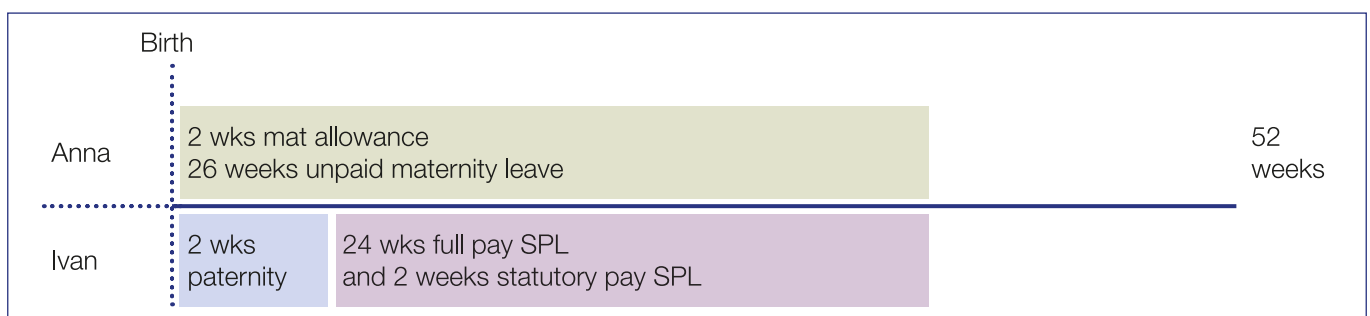 Birth
Anna
2 wks mat allowance
26 weeks unpaid maternity leave
52
weeks
Ivan
2 wks
paternity
24 wks full pay SPL
and 2 weeks statutory pay SPL